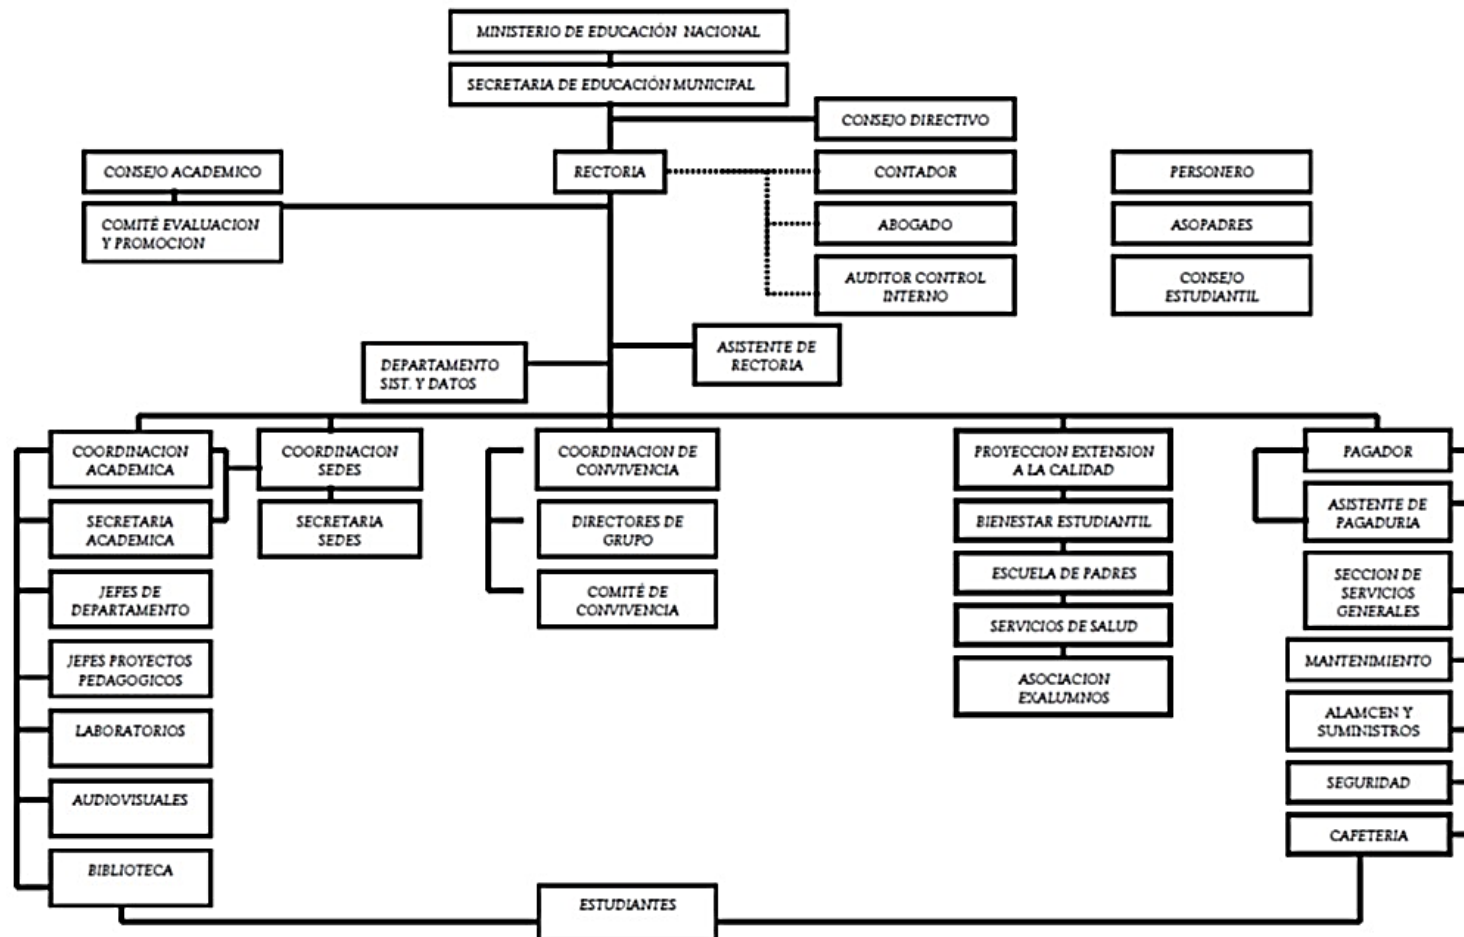 MINISTERIO DE EDUCACIÓN NACIONAL
SECRETARIA DE EDUCACIÓN MUNICIPAL
CONSEJO DIRECTIVO
CONSEJO ACADEMICO
RECTORIA
CONTADOR
PERSONERO
COMITÉ EVALUACION
Y PROMOCION
ABOGADO
ASOPADRES
AUDITOR CONTROL
INTERNO
CONSEJO
ESTUDIANTIL
ASISTENTE DE
RECTORIA
DEPARTAMENTO
SIST. Y DATOS
COORDINACION
ACADEMICA
SECRETARIA
ACADEMICA
JEFES DE
DEPARTAMENTO
JEFES PROYECTOS
PEDAGOGICOS
LABORATORIOS
AUDIOVISUALES
BIBLIOTECA
COORDINACION
SEDES
SECRETARIA
SEDES
COORDINACION DE
CONVIVENCIA
DIRECTORES DE
GRUPO
COMITÉ DE
CONVIVENCIA
PROYECCION EXTENSION
A LA CALIDAD
BIENESTAR ESTUDIANTIL
ESCUELA DE PADRES
SERVICIOS DE SALUD
ASOCIACION
EXALUMNOS
PAGADOR
ASISTENTE DE
PAGADURIA
SECCION DE
SERVICIOS
GENERALES
MANTENIMIENTO
ALAMCEN Y
SUMINISTROS
SEGURIDAD
CAFETERIA
ESTUDIANTES